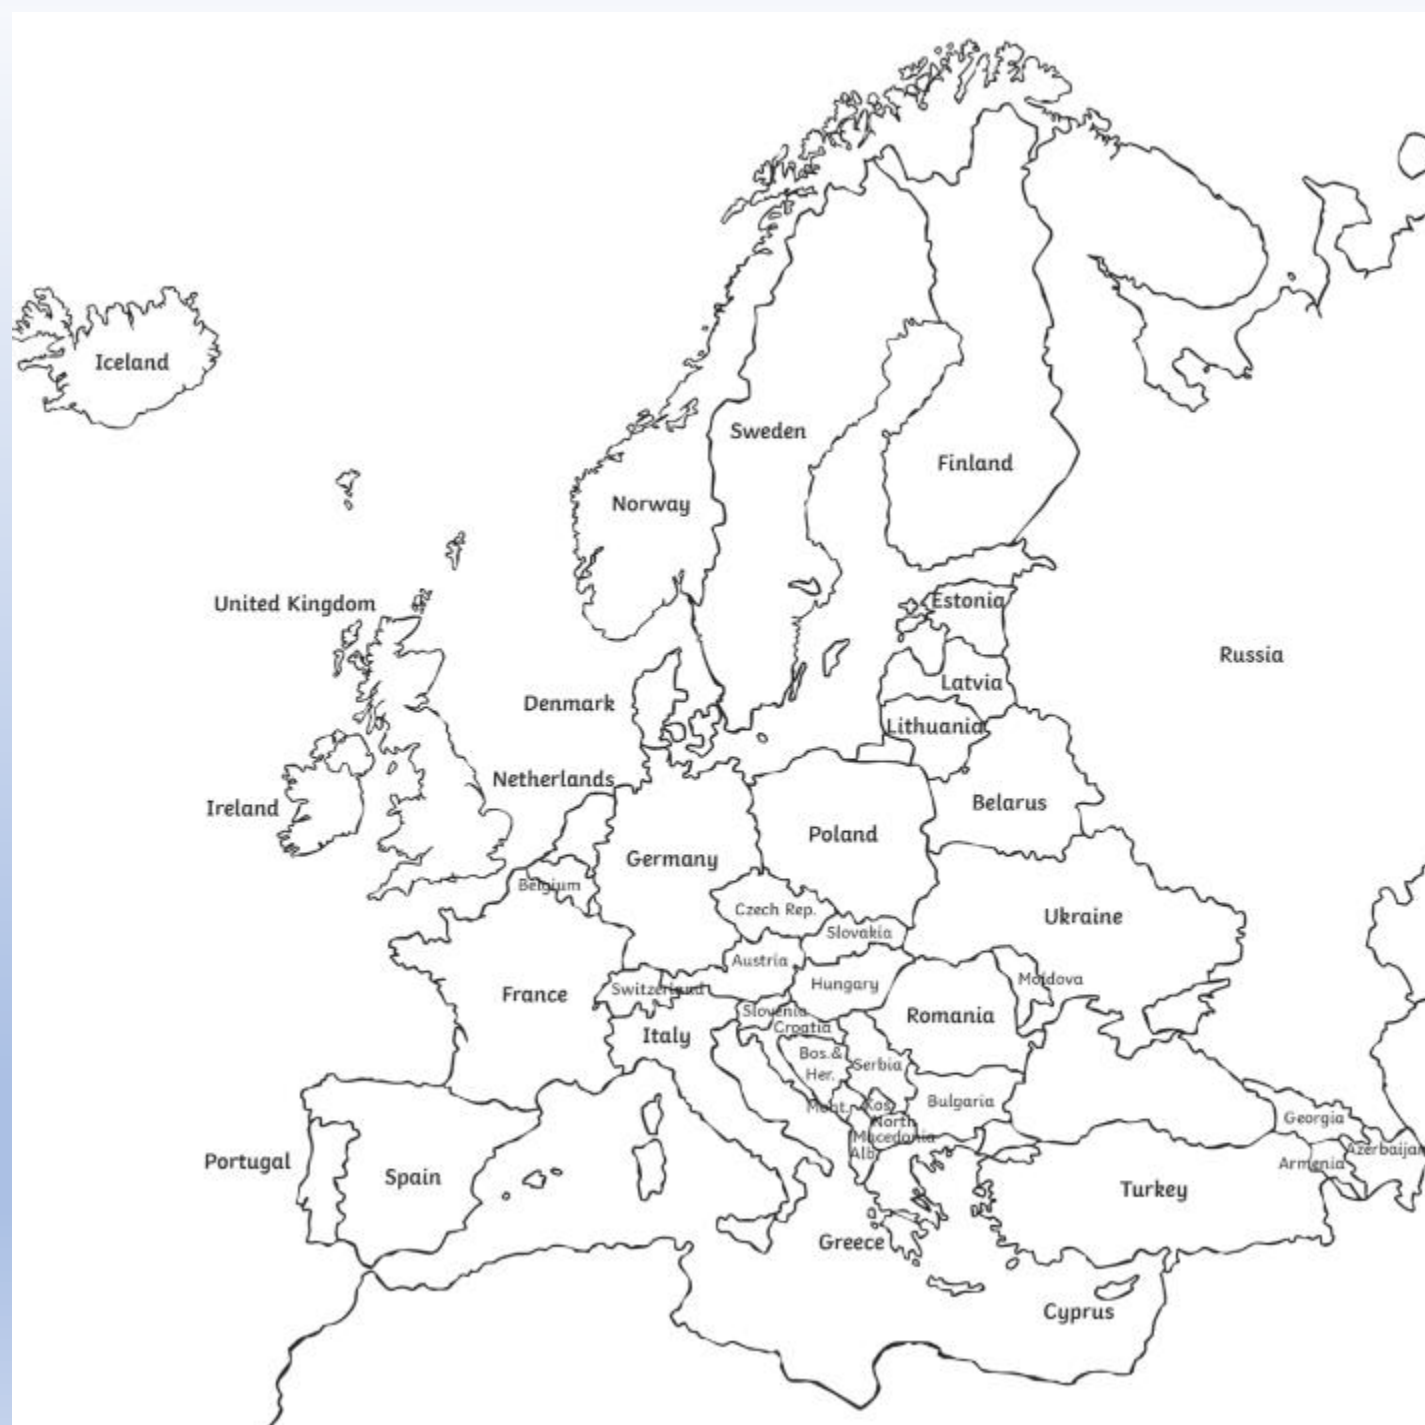 Iceland
Sweden
Finland
Norway
United Kingdom
Estonia
Russia
Latvia
Denmark
Lithuania
Netherlands
Ireland
Belarus
Poland
Germany
Belgium
Czech Rep.
Ukraine
Slovakia
Austria
Moldova
Hungary
Switzerland
France
Slovenia
Romania
Croatia
Italy
Bos.&
Her.
Serbia
Bulgaria
Mont.
Kos.
Georgia
North
Macedonia
Azerbaijan
Alb.
Portugal
Armenia
Spain
Turkey
Greece
Cyprus